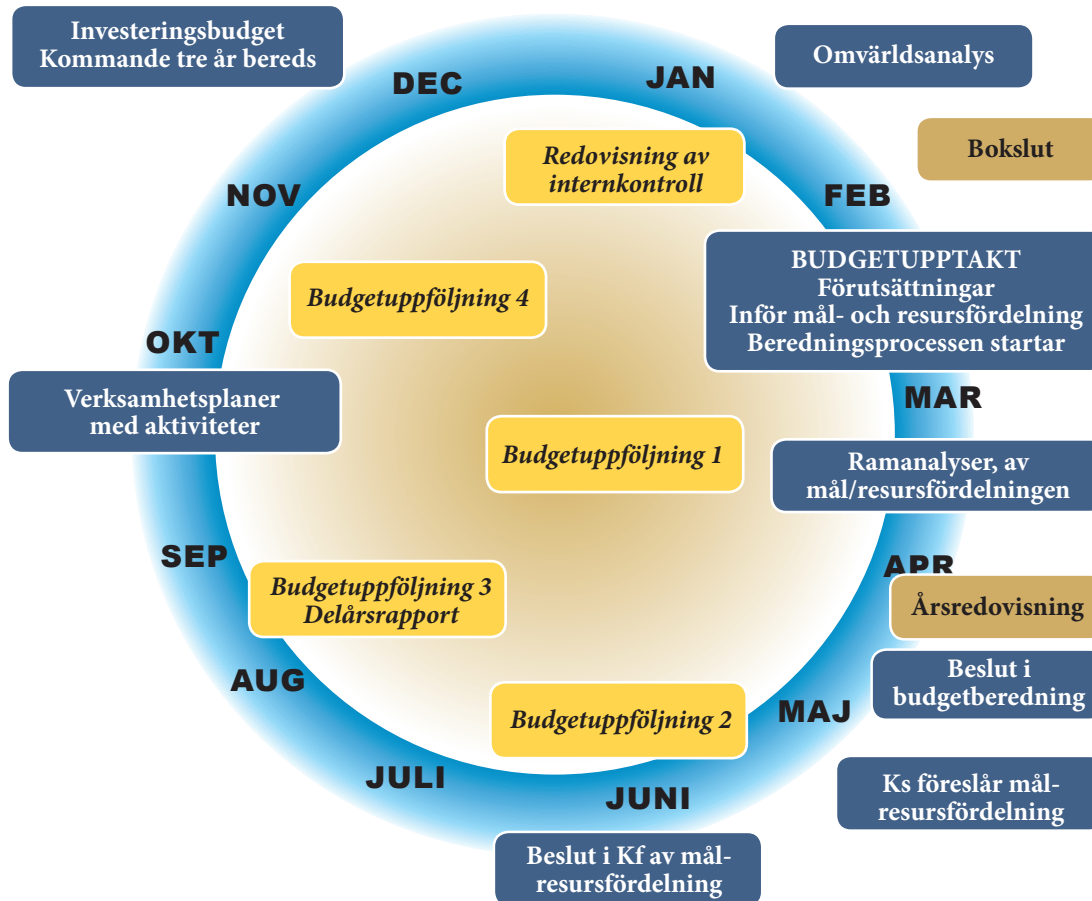 Investeringsbudget
Kommande tre år bereds
Omvärldsanalys
DEC
JAN
Bokslut
Redovisning av
internkontroll
NOV
FEB
BUDGETUPPTAKT
Förutsättningar
Inför mål- och resursfördelning
Beredningsprocessen startar
Budgetuppföljning 4
OKT
Verksamhetsplaner
med aktiviteter
MAR
Budgetuppföljning 1
Ramanalyser, av
mål/resursfördelningen
SEP
APR
Budgetuppföljning 3
Delårsrapport
Årsredovisning
AUG
Beslut i
budgetberedning
Budgetuppföljning 2
MAJ
JULI
JUNI
Ks föreslår mål-
resursfördelning
Beslut i Kf av mål-
resursfördelning